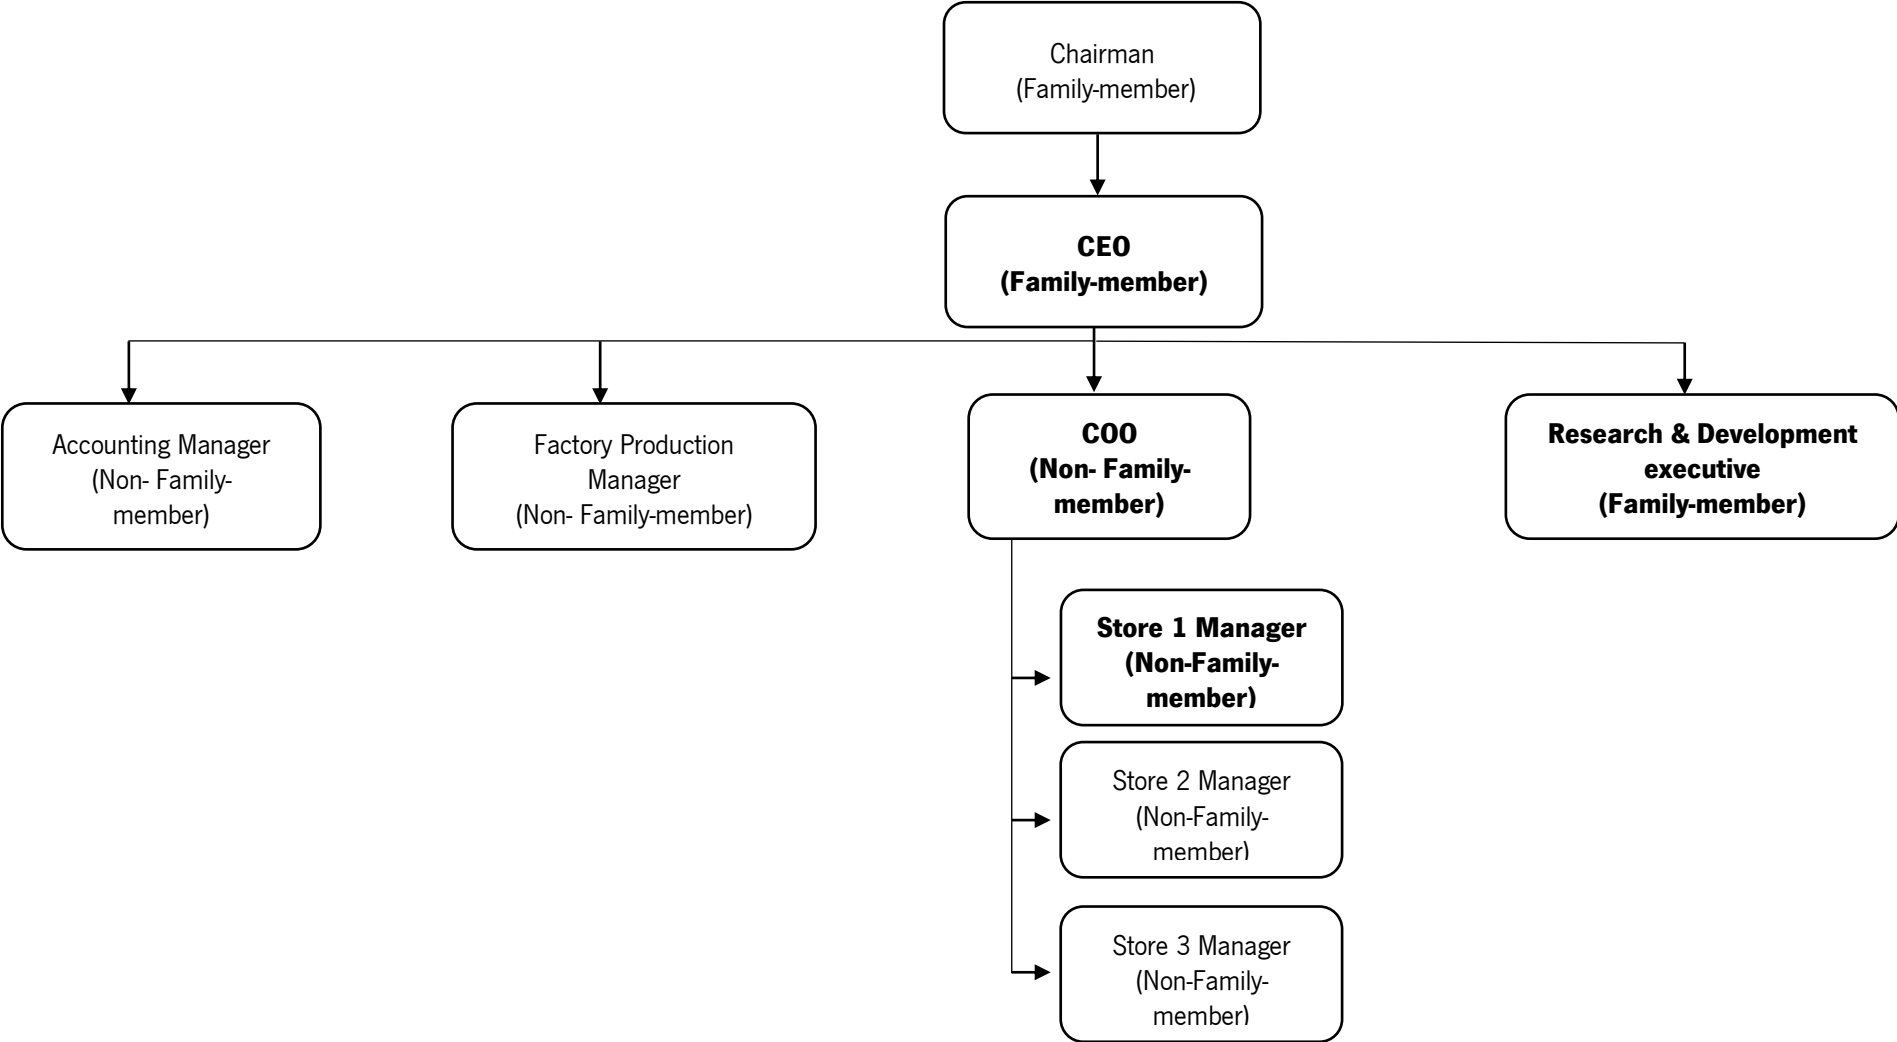 Chairman
(Family-member)
CEO
(Family-member)
Accounting Manager
(Non- Family-
member)
Factory Production
Manager
(Non- Family-member)
COO
(Non- Family-
member)
Research & Development
executive
(Family-member)
Store 1 Manager
(Non-Family-
member)
Store 2 Manager
(Non-Family-
member)
Store 3 Manager
(Non-Family-
member)